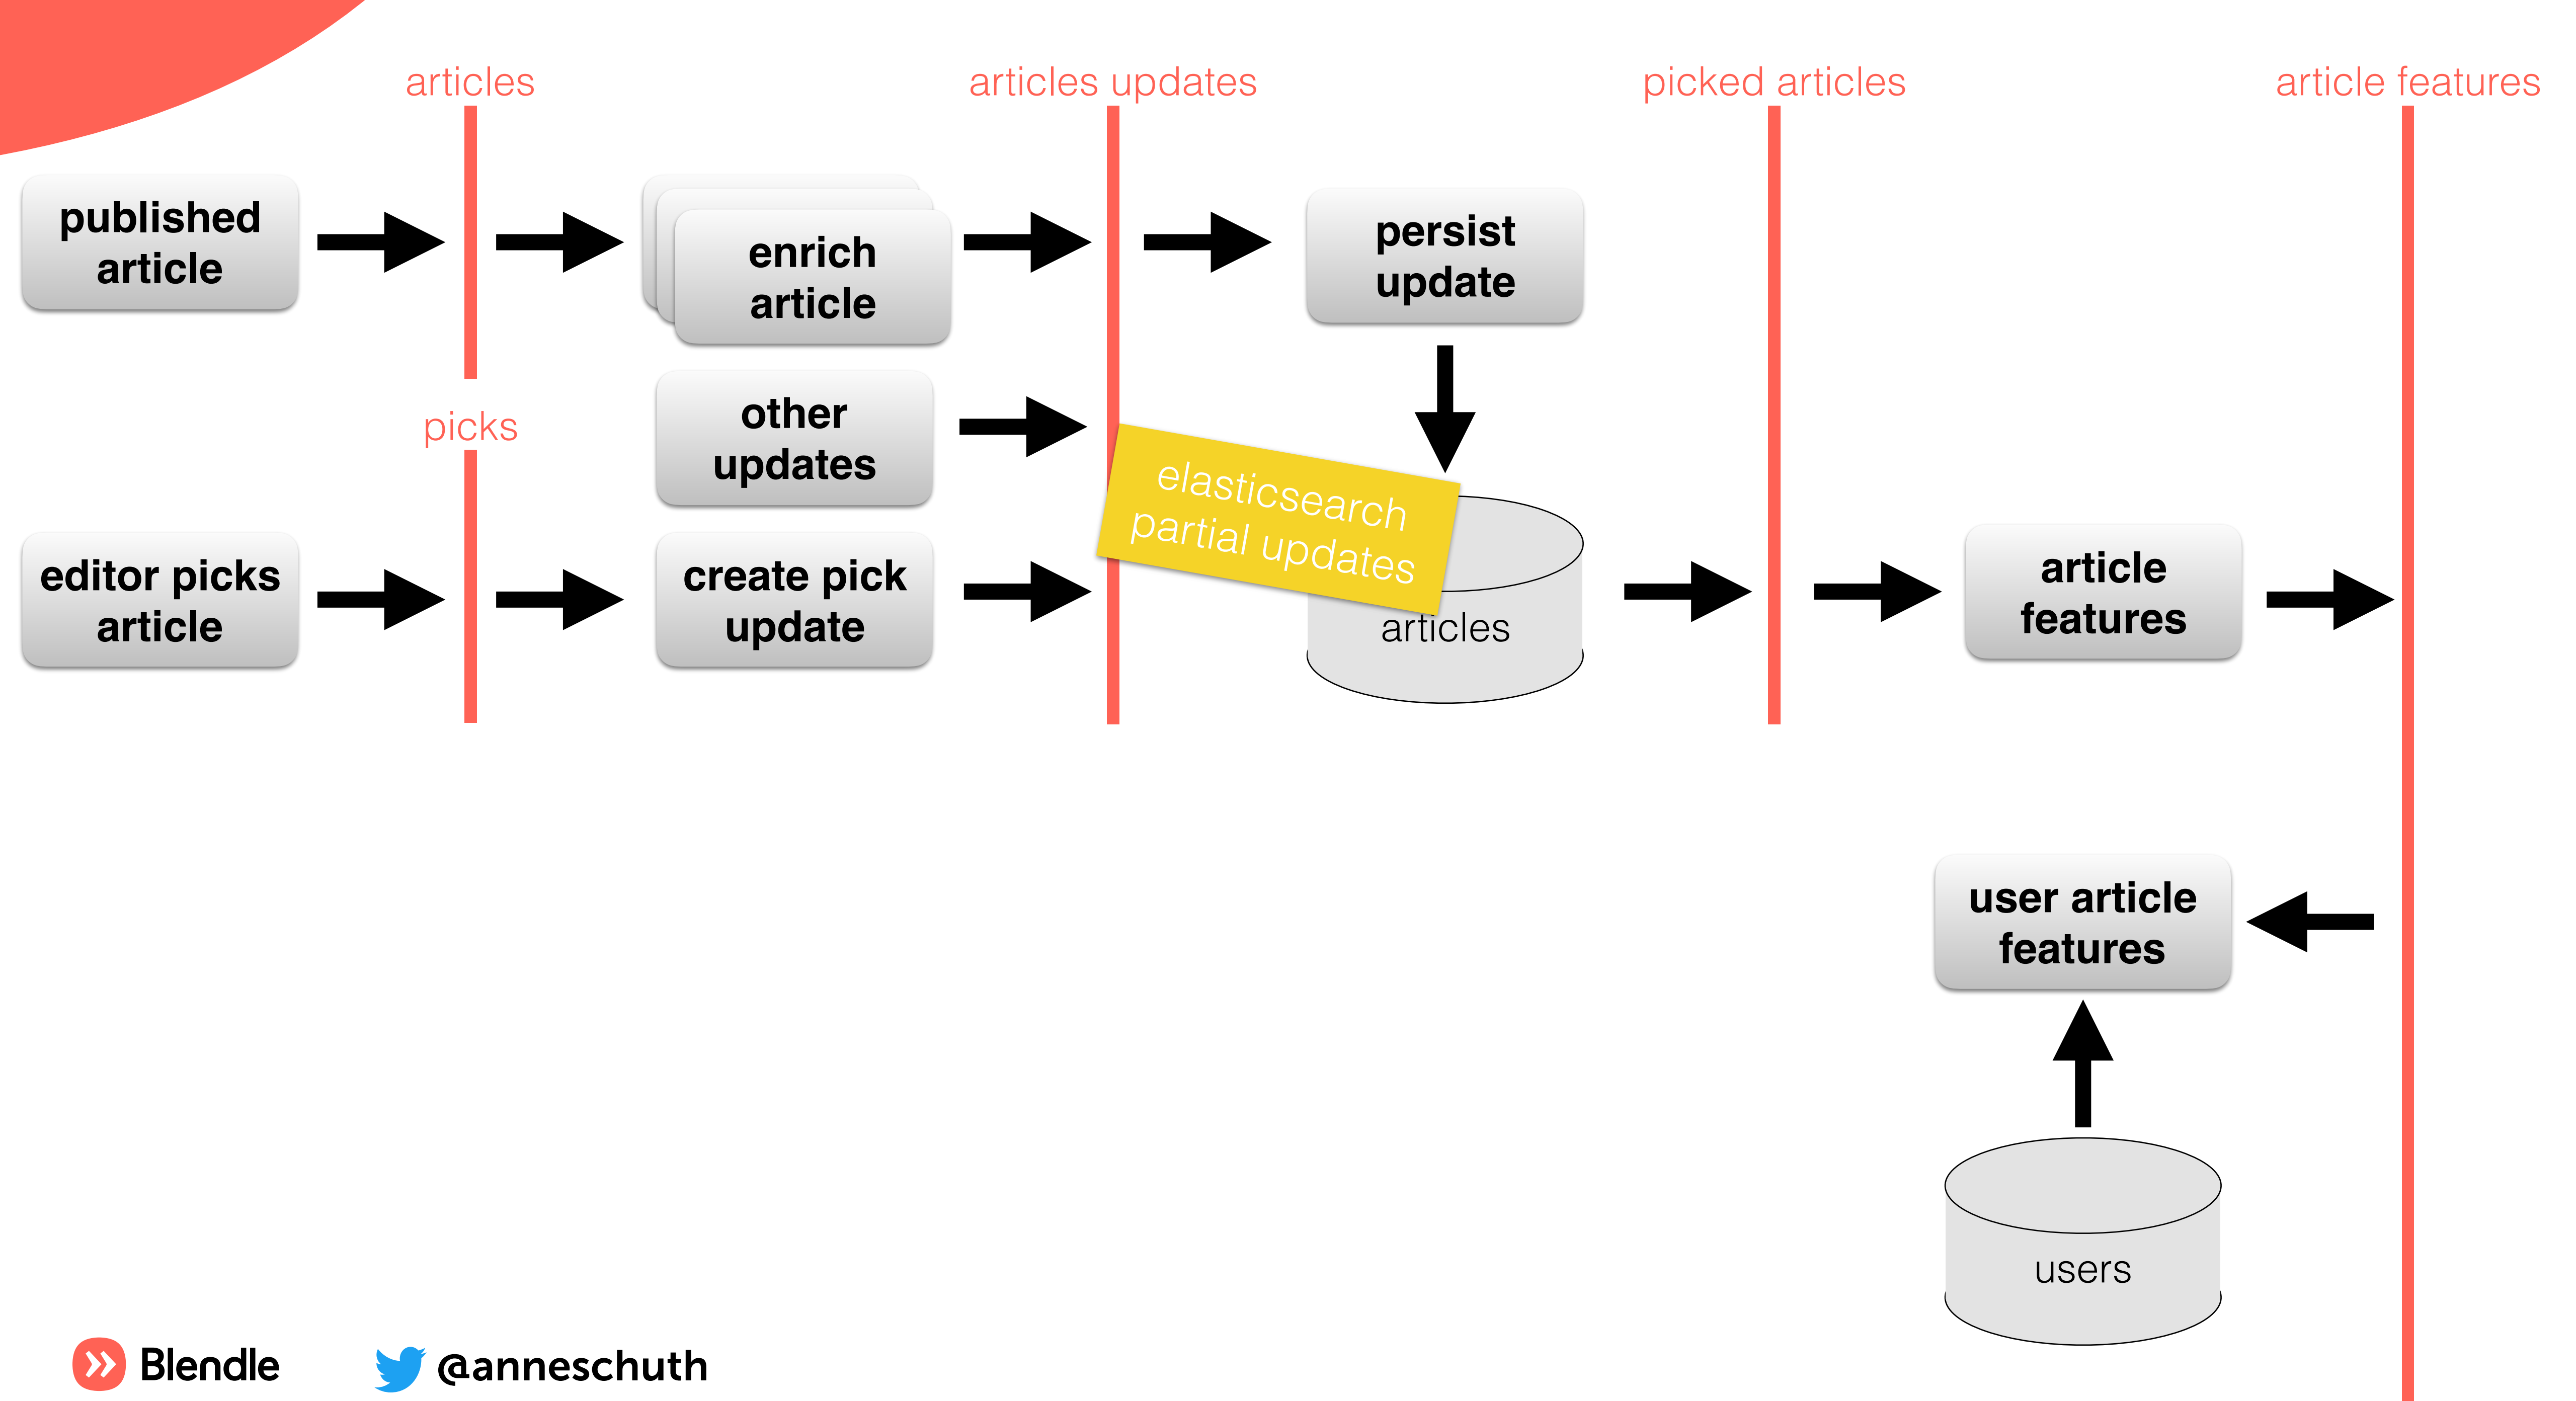 articles
articles updates
picked articles
article features
published
article
enrich
article
persist
update
other
updates
picks
elasticsearch
partial updates
editor picks
article
create pick
update
articles
article
features
user article
features
users
Blendle
@anneschuth